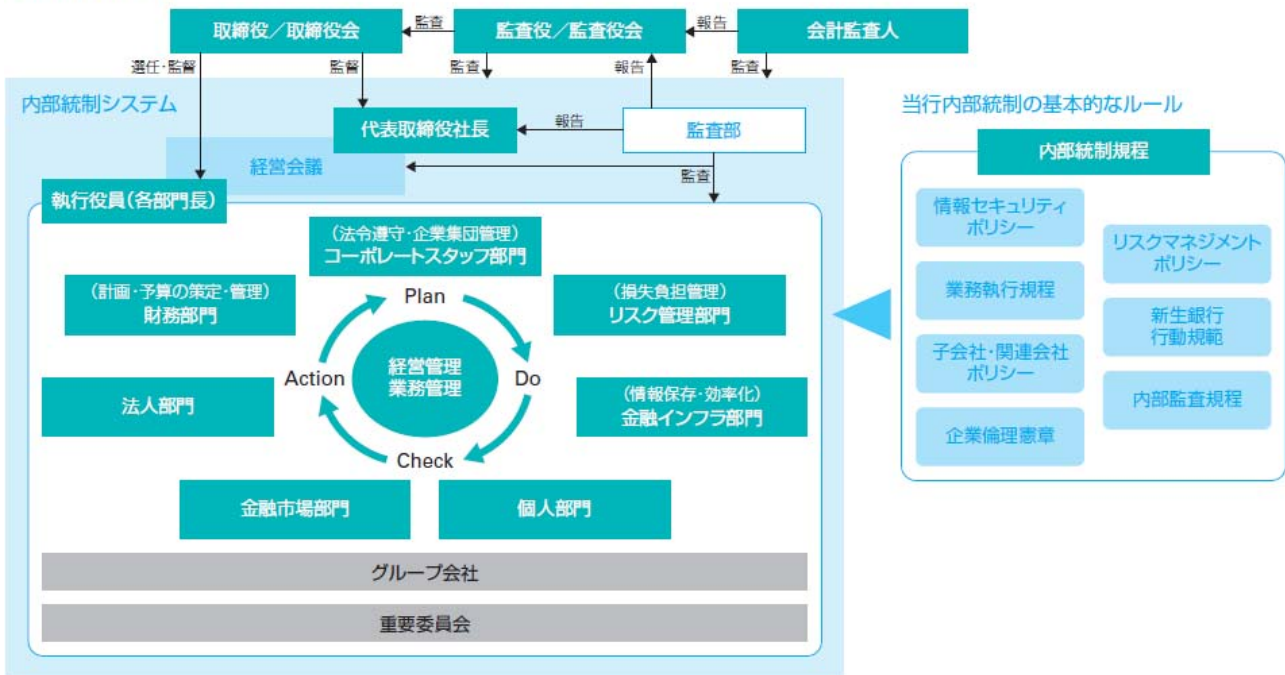 取締役／取締役会
監査
監査役／監査役会
報告
会計監査人
選任・監督
監督
監査
報告
監査
内部統制システム
代表取締役社長
報告
監査部
経営会議
監査
執行役員（各部門長）
（法令遵守・企業集団管理）
コーポレートスタッフ部門
（計画・予算の策定・管理）
財務部門
Plan
（損失負担管理）
リスク管理部門
法人部門
Action
経営管理
業務管理
Do
（情報保存・効率化）
金融インフラ部門
Check
金融市場部門
個人部門
グループ会社
重要委員会
当行内部統制の基本的なルール
内部統制規程
情報セキュリティ
ポリシー
リスクマネジメント
ポリシー
業務執行規程
新生銀行
行動規範
子会社・関連会社
ポリシー
内部監査規程
企業倫理憲章